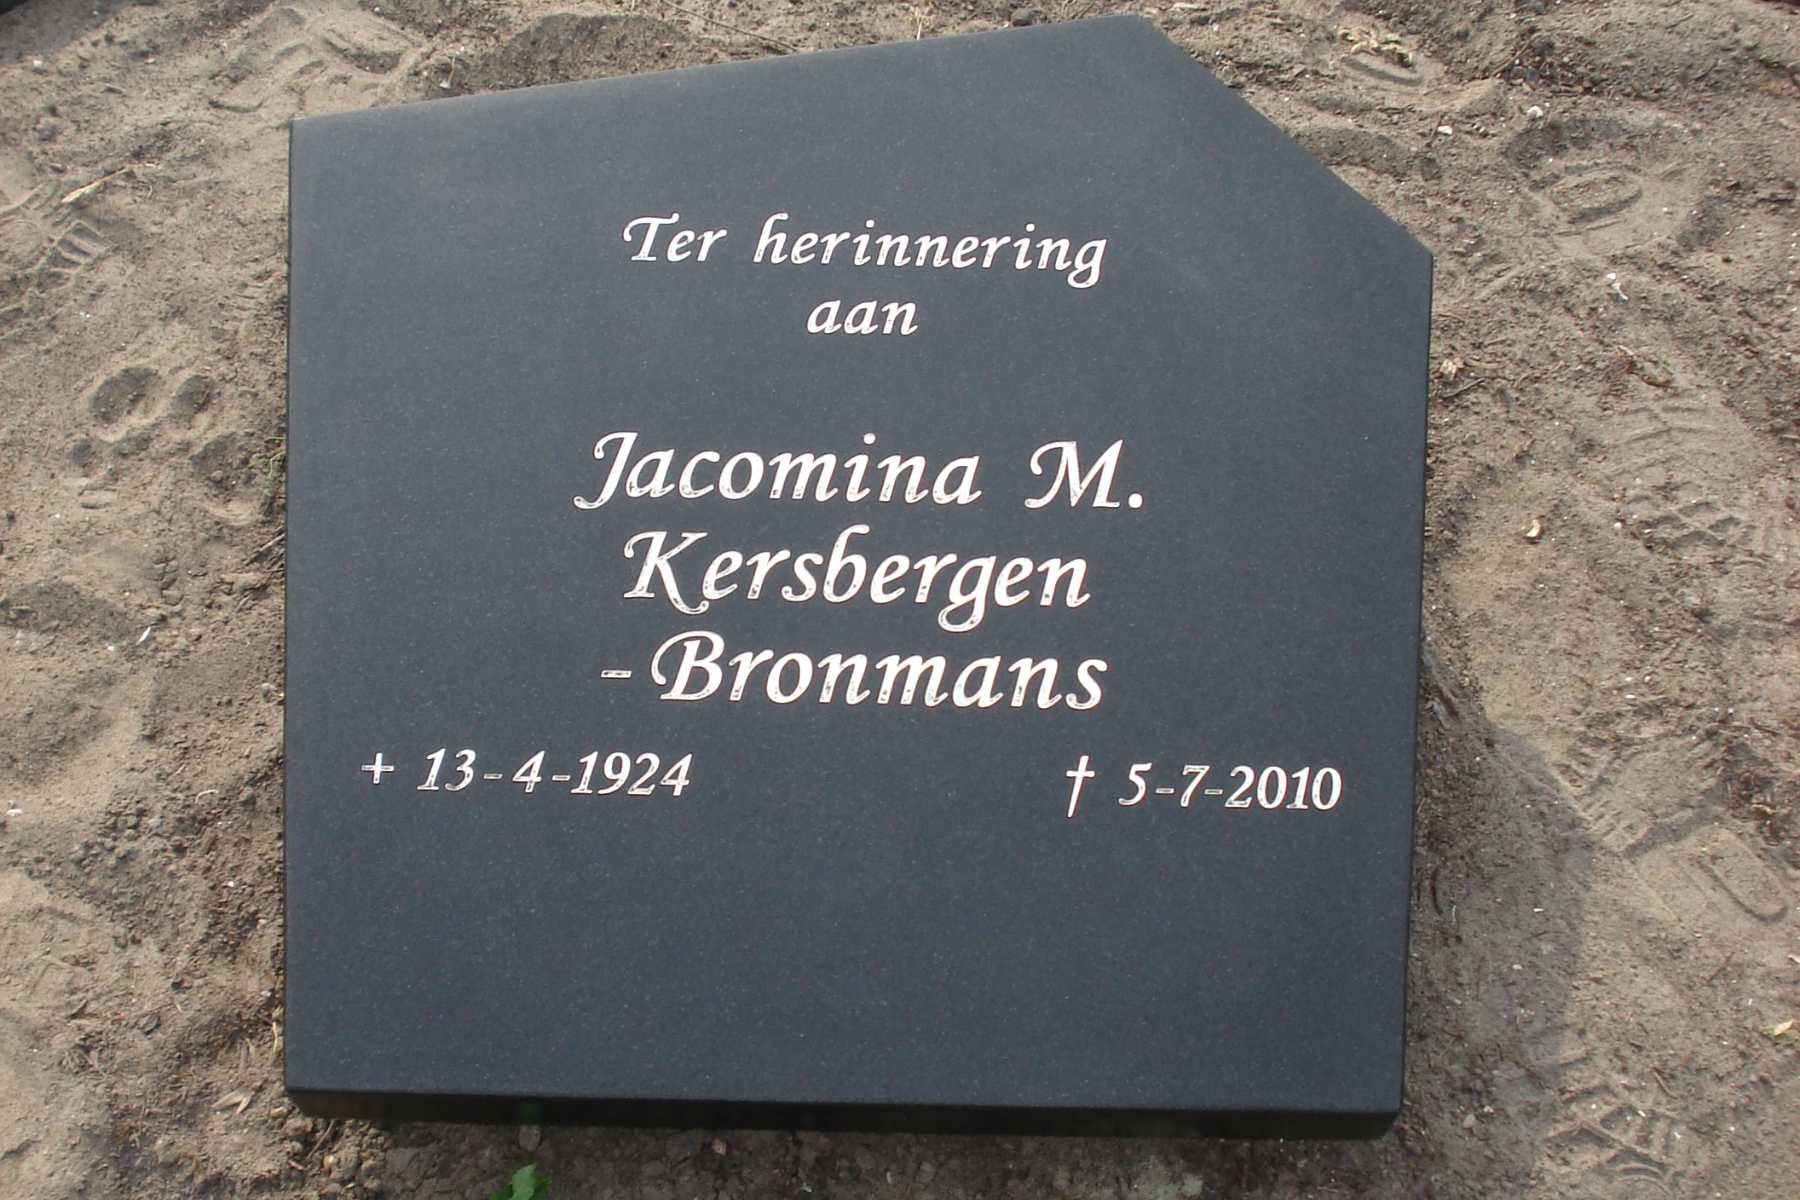 Ter herinnering
aan
Jacomina M.
Kersbergen
-Bronmans
+ 13-4-1924 † 5-7-2010